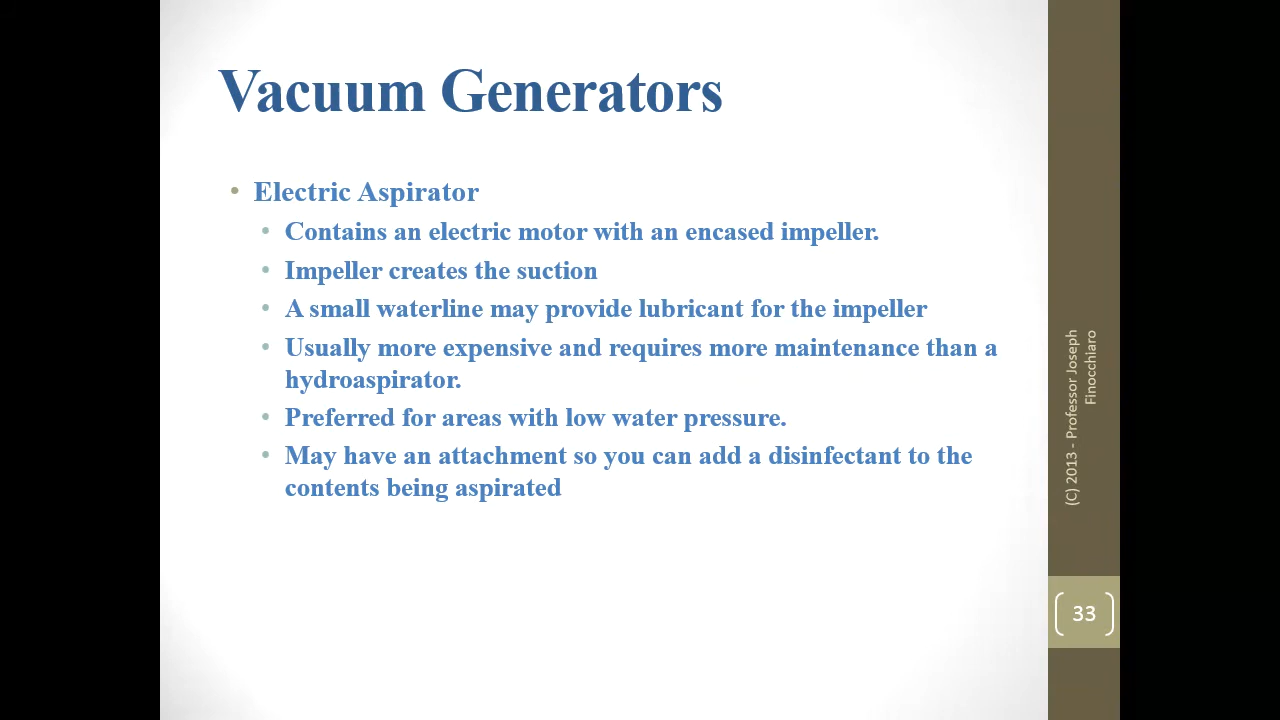 Vacuum Generators
• Electric Aspirator
• Contains an electric motor with an encased impeller.
• Impeller creates the suction
• A small waterline may provide lubricant for the impeller
• Usually more expensive and requires more maintenance than a
hydroaspirator.
• Preferred for areas with low water pressure.
• May have an attachment so you can add a disinfectant to the
contents being aspirated
(C) 2013 - Professor Joseph
Finocchiaro
33